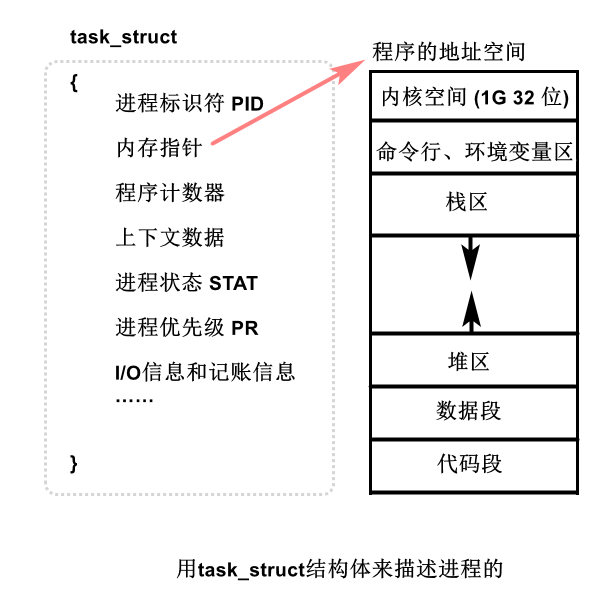 task_struct
{
进程标识符 PID
内存指针
程序计数器
上下文数据
进程状态 STAT
进程优先级 PR
I/O信息和记账信息
……
}
程序的地址空间
内核空间 (1G 32 位)
命令行、环境变量区
栈区
堆区
数据段
代码段
用task_struct结构体来描述进程的